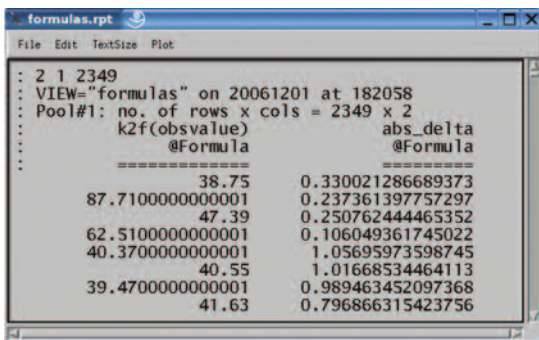 formulas.rpt
File Edit TextSize Plot
: 2 1 2349
: VIEW="formulas" on 20061201 at 182058
: Pool#1: no. of rows x cols = 2349 x 2
: k2f(obsvalue) abs_delta
: @Formula @Formula
: ============== =========
38.75 0.330021286689373
87.7100000000001 0.237361397757297
47.39 0.250762444465352
62.5100000000001 0.106049361745022
40.3700000000001 1.05695973598745
40.55 1.01668534464113
39.4700000000001 0.989463452097368
41.63 0.796866315423756